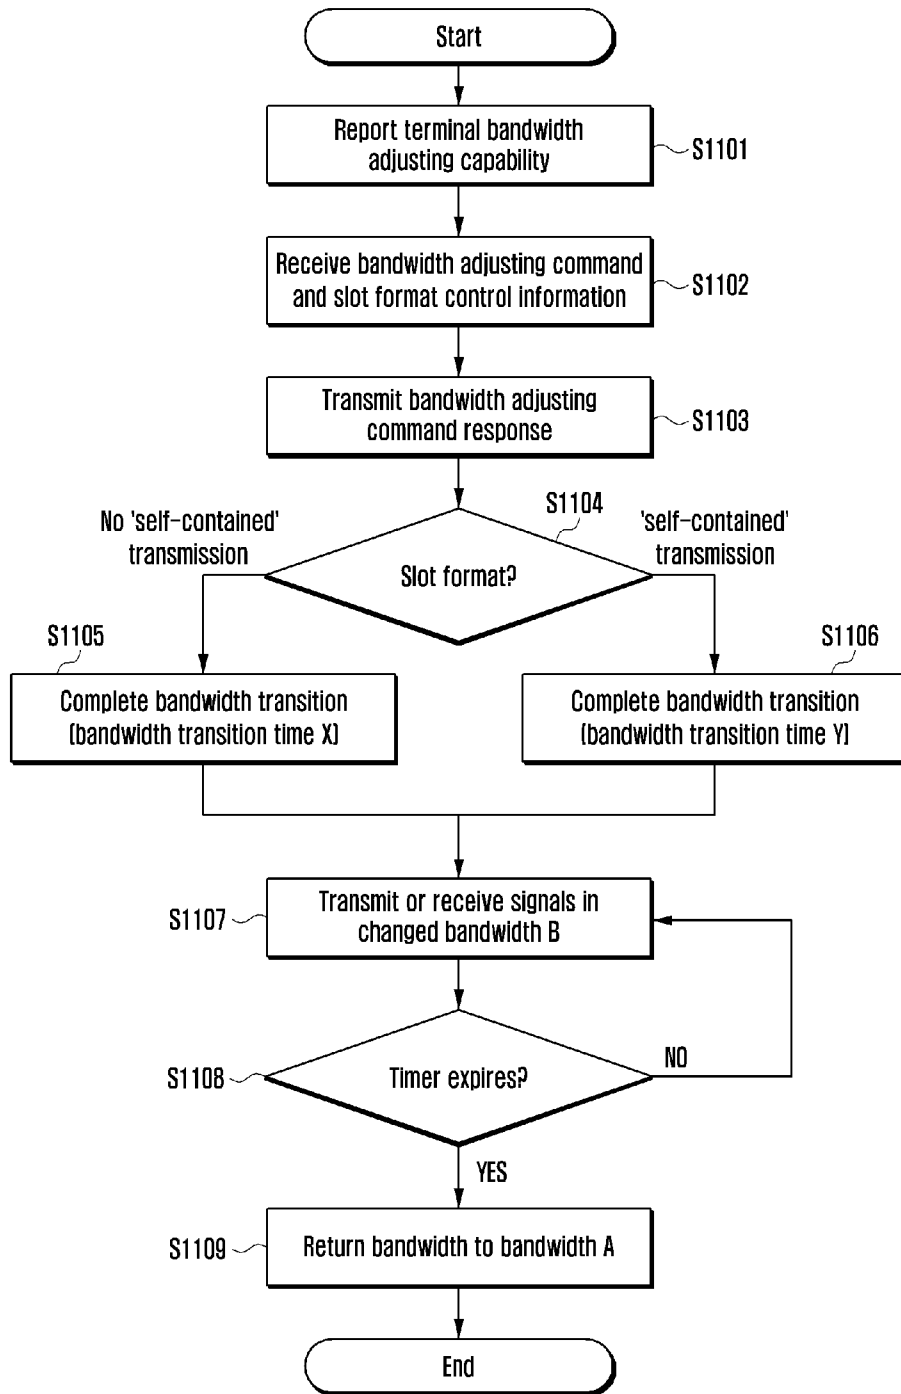 Start
Report terminal bandwidth
adjusting capability
S1101
Receive bandwidth adjusting command
and slot format control information
S1102
Transmit bandwidth adjusting
command response
S1103
S1104
No 'self-contained'
transmission
'self-contained'
transmission
Slot format?
S1105
S1106
Complete bandwidth transition
(bandwidth transition time X)
Complete bandwidth transition
(bandwidth transition time Y)
S1107
Transmit or receive signals in
changed bandwidth B
S1108
Timer expires?
NO
YES
S1109
Return bandwidth to bandwidth A
End